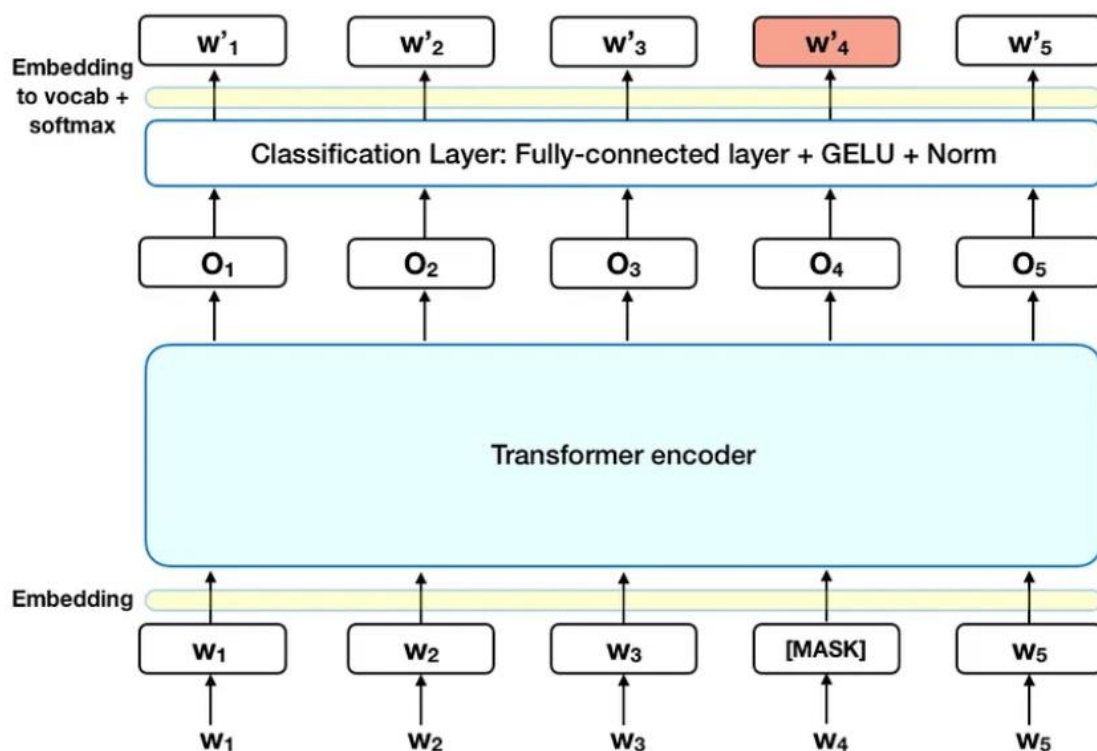 w'1 w'2 w'3 w'4 w'5
Embedding
to vocab +
softmax
Classification Layer: Fully-connected layer + GELU + Norm
O1 O2 O3 O4 O5
Transformer encoder
Embedding
w1 w2 w3 [MASK] w5
w1 w2 w3 w4 w5